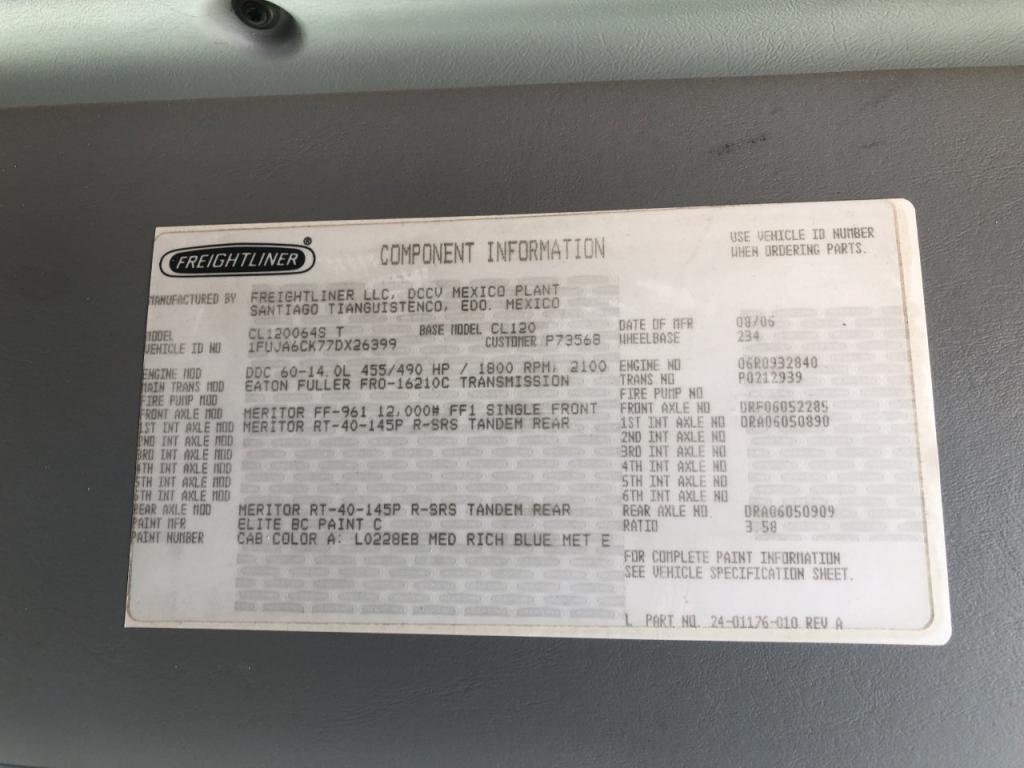 FREIGHTLINER ®
COMPONENT INFORMATION
USE VEHICLE ID NUMBER
WHEN ORDERING PARTS.
MANUFACTURED BY FREIGHTLINER LLC, DCCV MEXICO PLANT
SANTIAGO TIANGUISTENCO, EDO. MEXICO
MODEL CL120064S T BASE MODEL CL120 DATE OF MFR 08/06
VEHICLE ID NO 1FUJA6CK77DX26399 CUSTOMER P73568 WHEELBASE 234
ENGINE MOD DDC 60-14.0L 455/490 HP / 1800 RPM, 2100 ENGINE NO 06R0932840
MAIN TRANS MOD EATON FULLER FRO-16210C TRANSMISSION TRANS NO P0212939
FIRE PUMP MOD FIRE PUMP NO
FRONT AXLE MOD MERITOR FF-961 12,000# FF1 SINGLE FRONT FRONT AXLE NO DRF06052285
1ST INT AXLE MOD MERITOR RT-40-145P R-SRS TANDEM REAR 1ST INT AXLE NO DRA06050890
2ND INT AXLE MOD 2ND INT AXLE NO
3RD INT AXLE MOD 3RD INT AXLE NO
4TH INT AXLE MOD 4TH INT AXLE NO
5TH INT AXLE MOD 5TH INT AXLE NO
6TH INT AXLE MOD 6TH INT AXLE NO
REAR AXLE MOD MERITOR RT-40-145P R-SRS TANDEM REAR REAR AXLE NO. DRA06050909
PAINT MFR ELITE BC PAINT C RATIO 3.58
PAINT NUMBER CAB COLOR A: L0228EB MED RICH BLUE MET E
FOR COMPLETE PAINT INFORMATION
SEE VEHICLE SPECIFICATION SHEET.
L PART NO. 24-01176-010 REV A